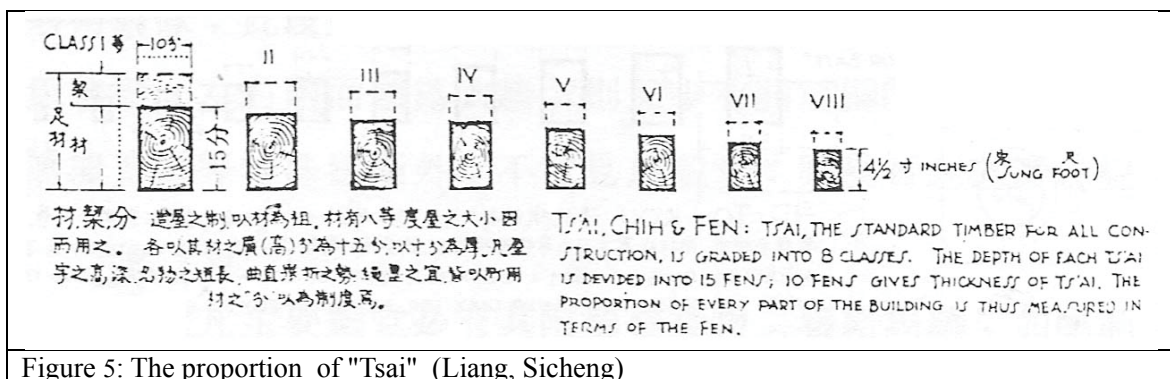 CLASS I 等
10分
II
III
IV
V
VI
VII
VIII
栔
足材
材
15分
4½ 寸 INCHES (宋尺 SUNG FOOT)
材,栔,分 造屋之制,以材為祖,材有八等,度屋之大小因
而用之。 各以其材之廣(高)分為十五分,以十分為厚,凡屋
宇之高深,名物之短長,曲直舉折之勢,繩墨之宜,皆以所用
材之"分"以為制度焉。
TS'AI, CHIH & FEN: TS'AI, THE STANDARD TIMBER FOR ALL CON-
STRUCTION, IS GRADED INTO 8 CLASSES. THE DEPTH OF EACH TS'AI
IS DEVIDED INTO 15 FENS; 10 FENS GIVES THICKNESS OF TS'AI. THE
PROPORTION OF EVERY PART OF THE BUILDING IS THUS MEASURED IN
TERMS OF THE FEN.
Figure 5: The proportion of "Tsai" (Liang, Sicheng)